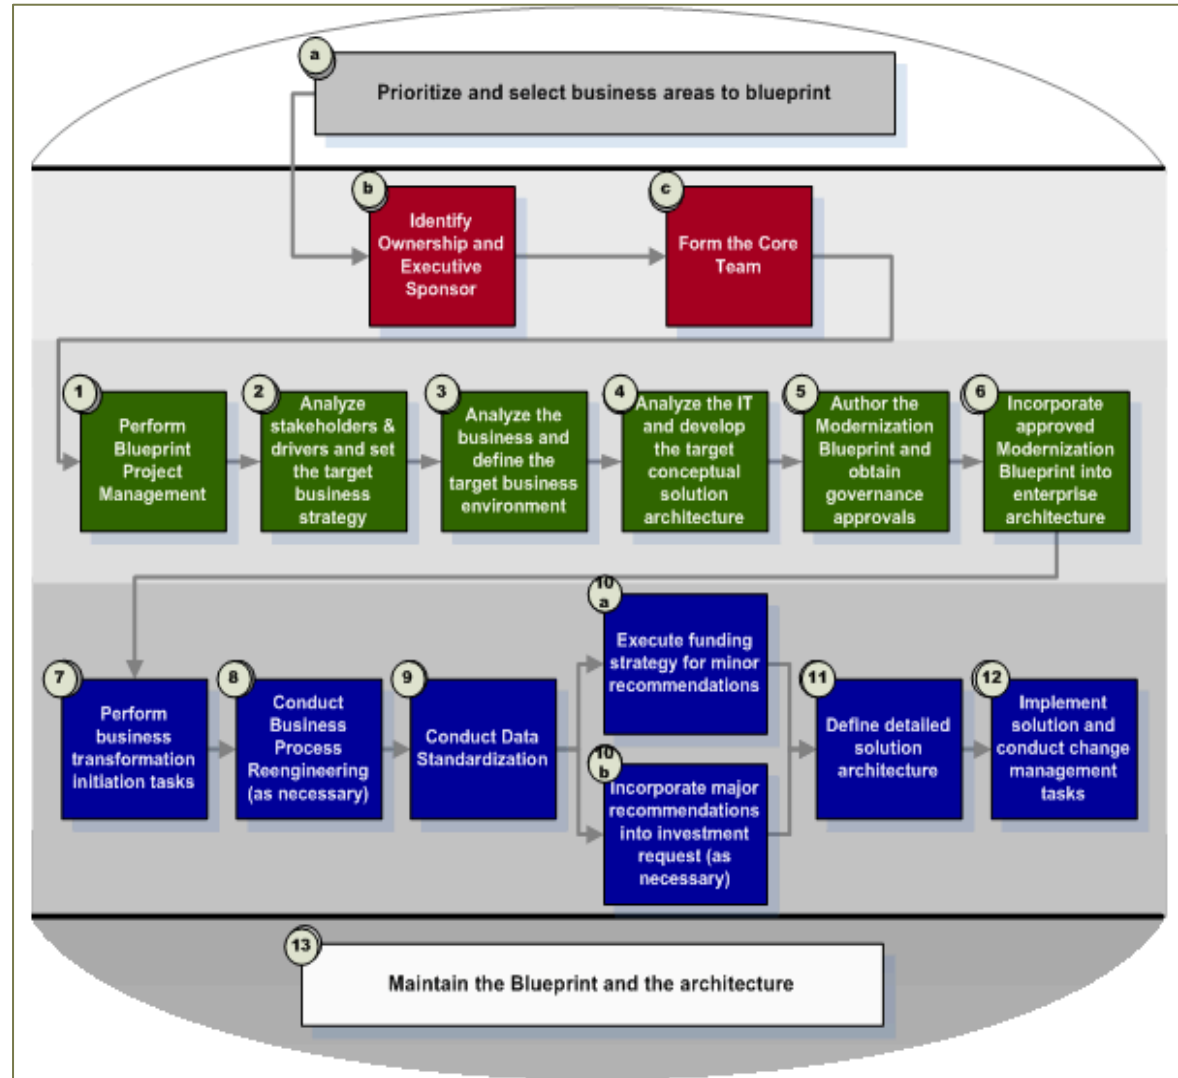 a
Prioritize and select business areas to blueprint
b
Identify
Ownership and
Executive
Sponsor
c
Form the Core
Team
1
Perform
Blueprint
Project
Management
2
Analyze
stakeholders &
drivers and set
the target
business
strategy
3
Analyze the
business and
define the
target business
environment
4
Analyze the IT
and develop
the target
conceptual
solution
architecture
5
Author the
Modernization
Blueprint and
obtain
governance
approvals
6
Incorporate
approved
Modernization
Blueprint into
enterprise
architecture
7
Perform
business
transformation
initiation tasks
8
Conduct
Business
Process
Reengineering
(as necessary)
9
Conduct Data
Standardization
10
a
Execute funding
strategy for minor
recommendations
10
b
Incorporate major
recommendations
into investment
request (as
necessary)
11
Define detailed
solution
architecture
12
Implement
solution and
conduct change
management
tasks
13
Maintain the Blueprint and the architecture